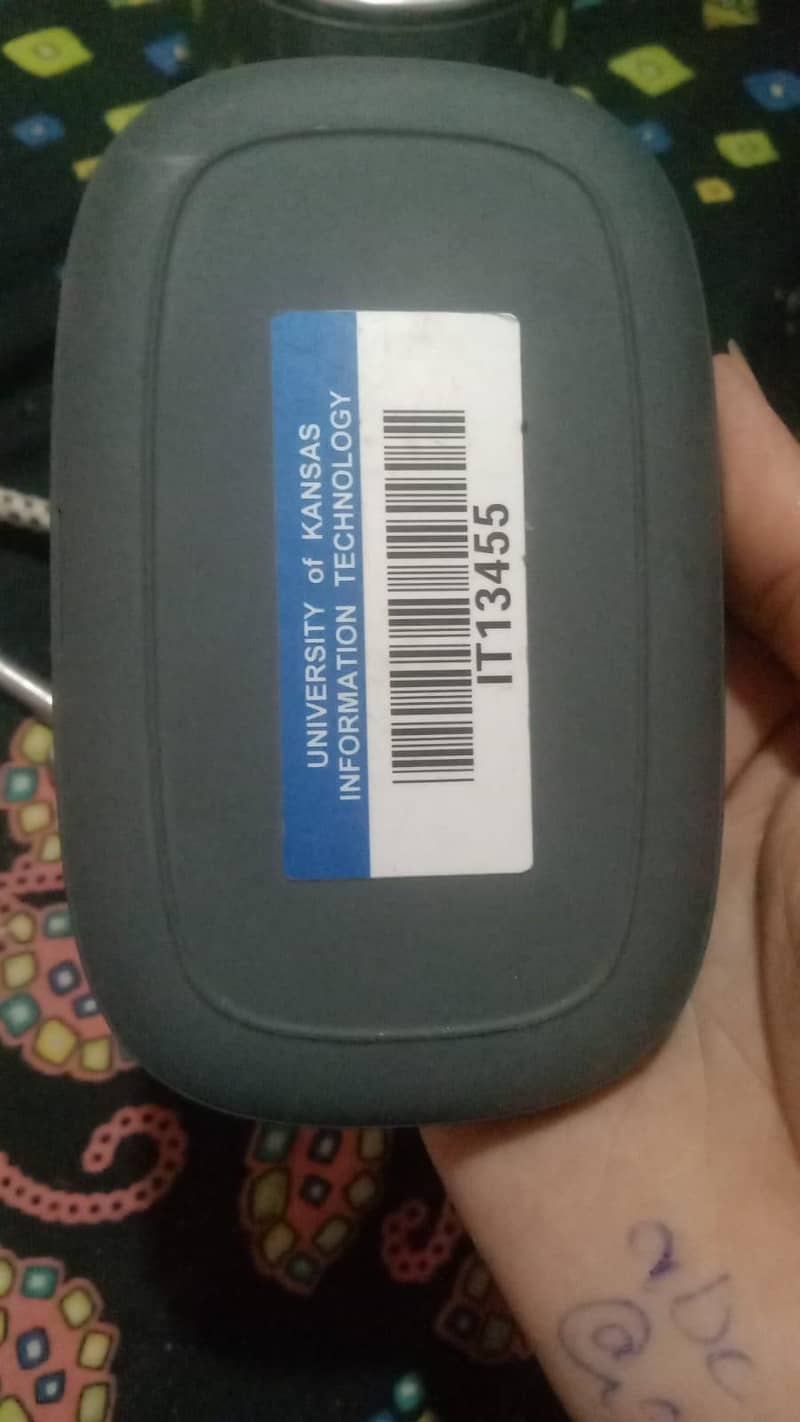 UNIVERSITY of KANSAS
INFORMATION TECHNOLOGY
IT13455